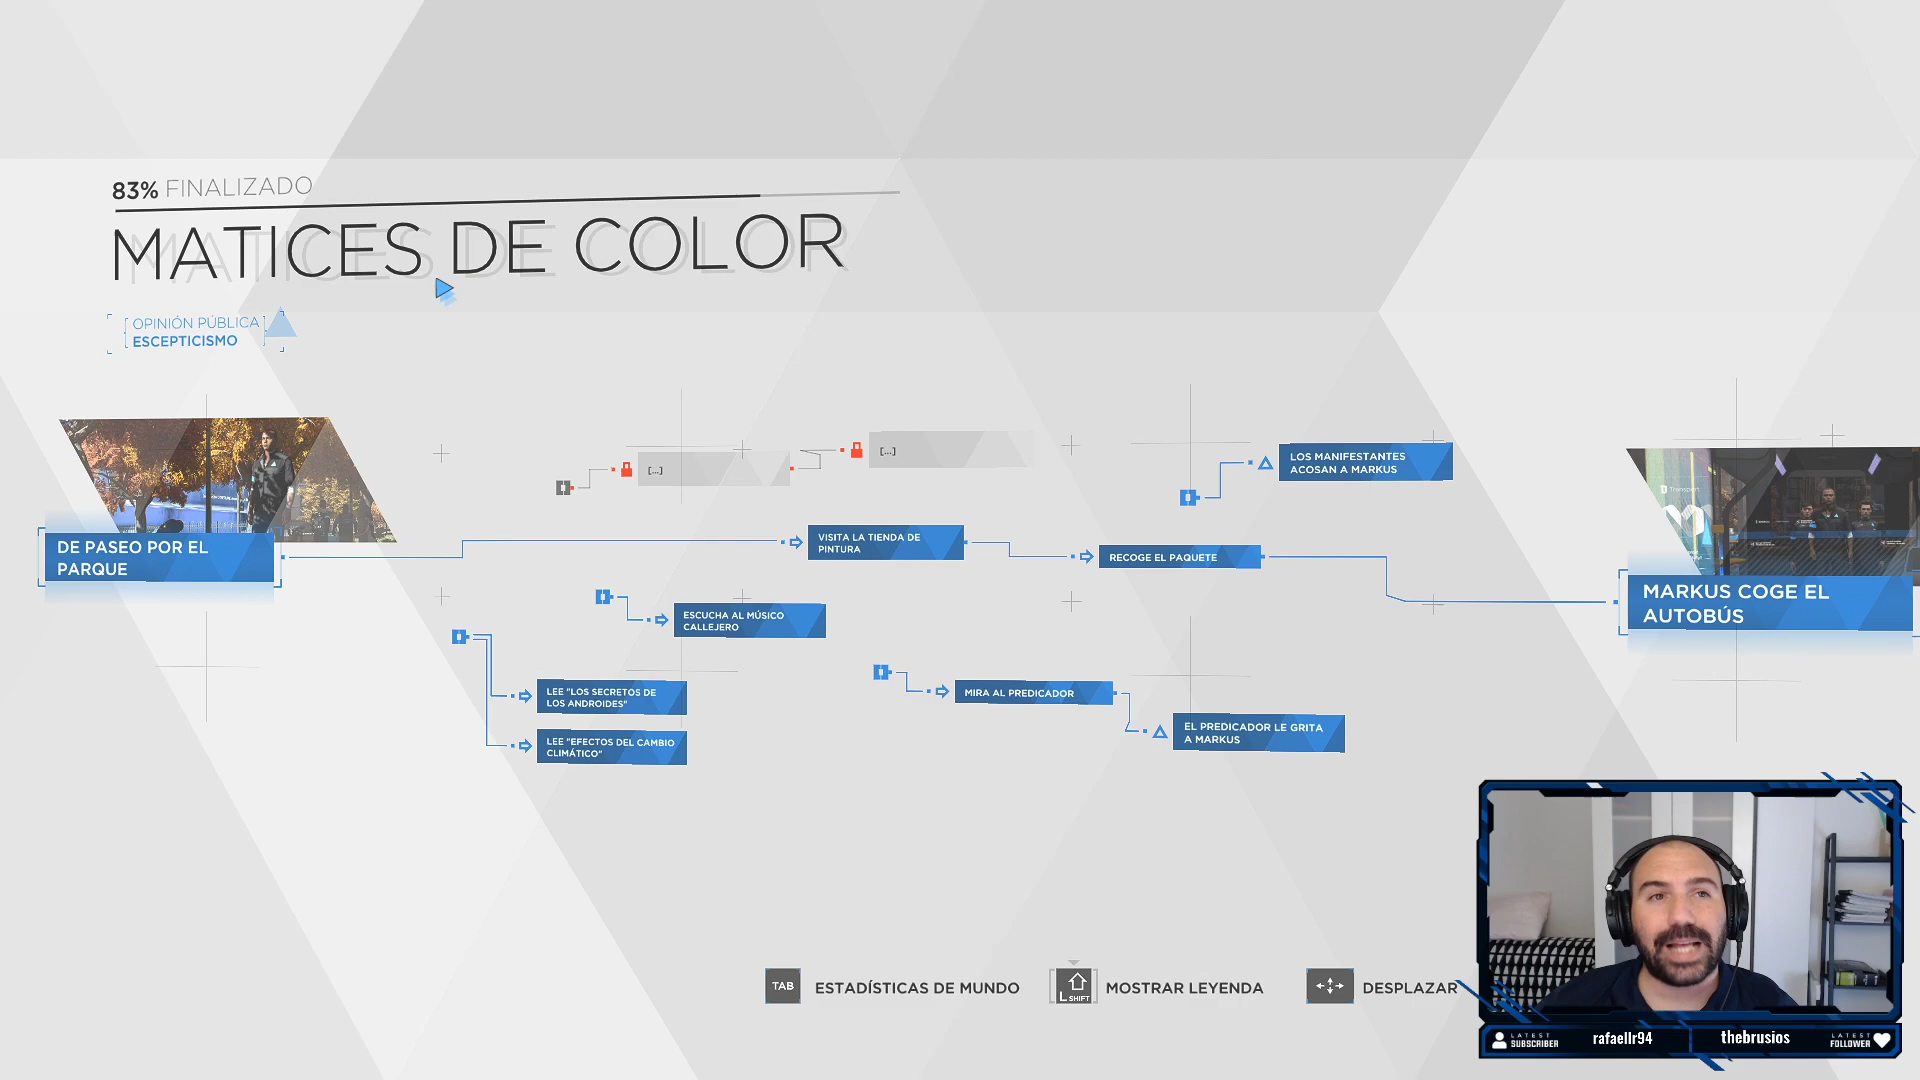 83% FINALIZADO
MATICES DE COLOR
OPINIÓN PÚBLICA
ESCEPTICISMO
[...]
[...]
LOS MANIFESTANTES
ACOSAN A MARKUS
DE PASEO POR EL
PARQUE
VISITA LA TIENDA DE
PINTURA
RECOGE EL PAQUETE
Transport
MARKUS COGE EL
AUTOBÚS
ESCUCHA AL MÚSICO
CALLEJERO
LEE "LOS SECRETOS DE
LOS ANDROIDES"
LEE "EFECTOS DEL CAMBIO
CLIMÁTICO"
MIRA AL PREDICADOR
EL PREDICADOR LE GRITA
A MARKUS
TAB ESTADÍSTICAS DE MUNDO
L SHIFT MOSTRAR LEYENDA
DESPLAZAR
LATEST
SUBSCRIBER
rafaellr94
thebrusios
LATEST
FOLLOWER